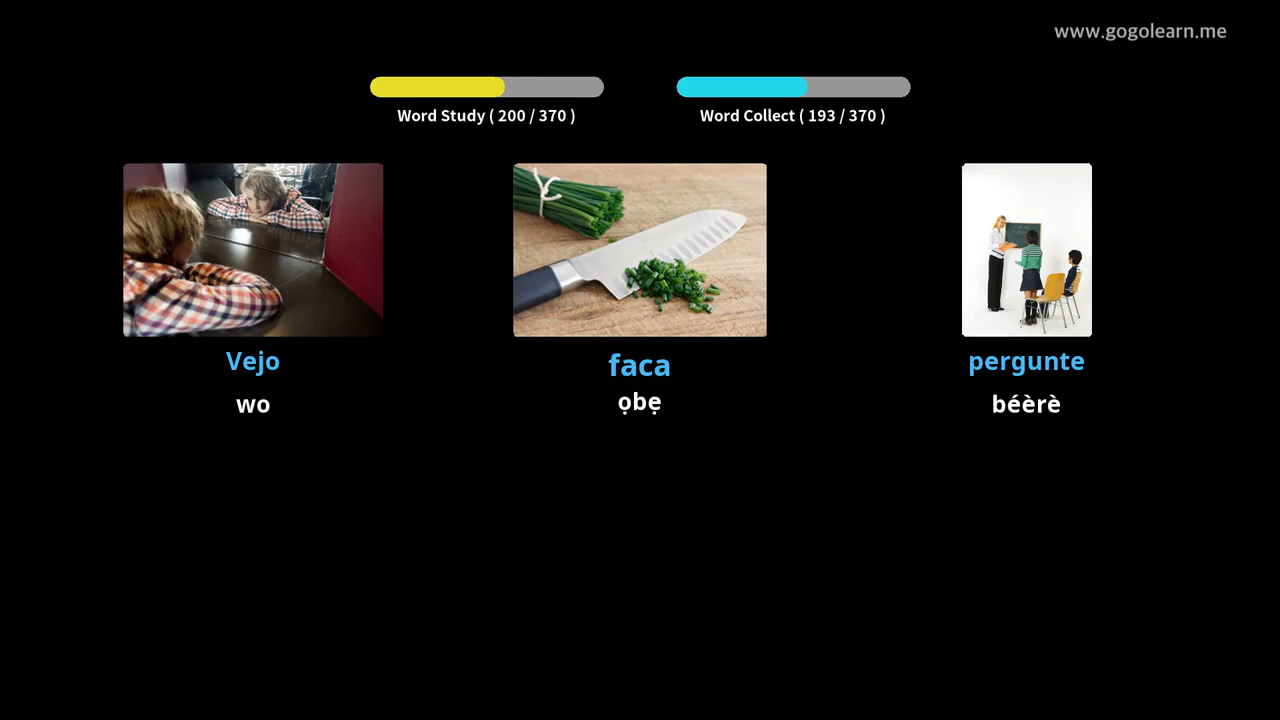 www.gogolearn.me
Word Study ( 200 / 370 )
Word Collect ( 193 / 370 )
Vejo
faca
pergunte
wo
ọbẹ
béèrè